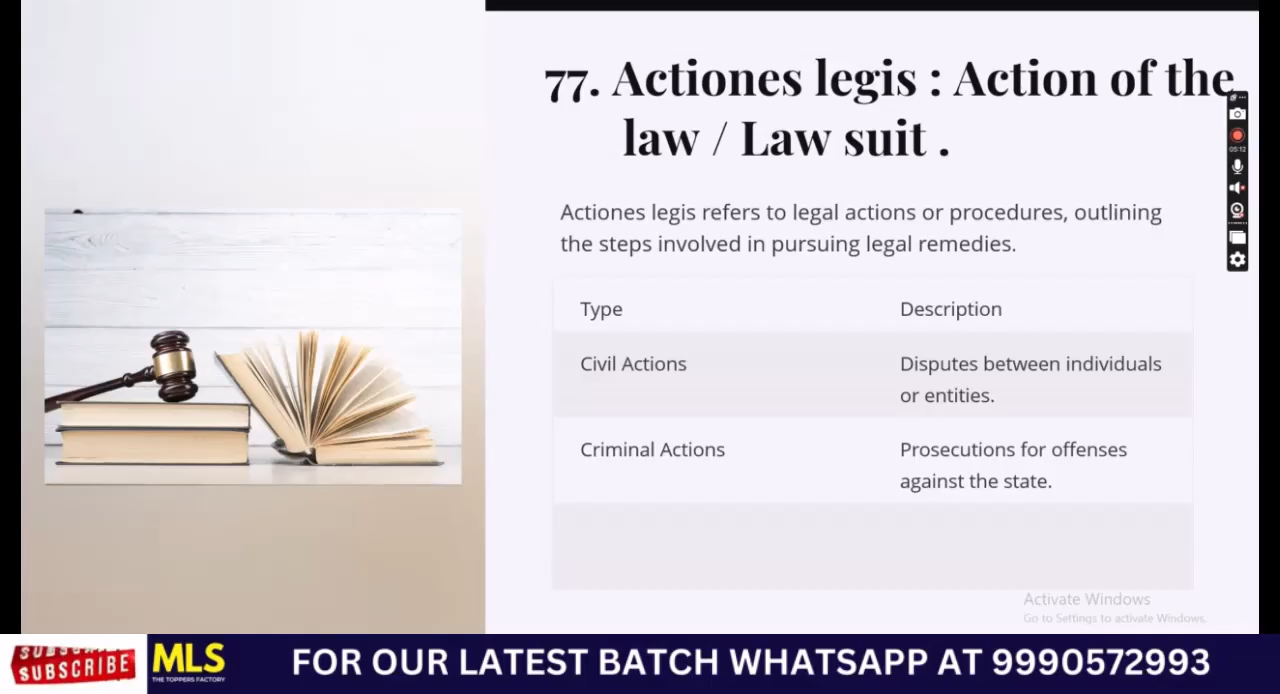 77. Actiones legis : Action of the
law / Law suit .
05:12
Actiones legis refers to legal actions or procedures, outlining
the steps involved in pursuing legal remedies.
Type Description
Civil Actions Disputes between individuals
or entities.
Criminal Actions Prosecutions for offenses
against the state.
Activate Windows
Go to Settings to activate Windows.
SUBSCRIBE
SUBSCRIBE
MLS
THE TOPPERS FACTORY
FOR OUR LATEST BATCH WHATSAPP AT 9990572993